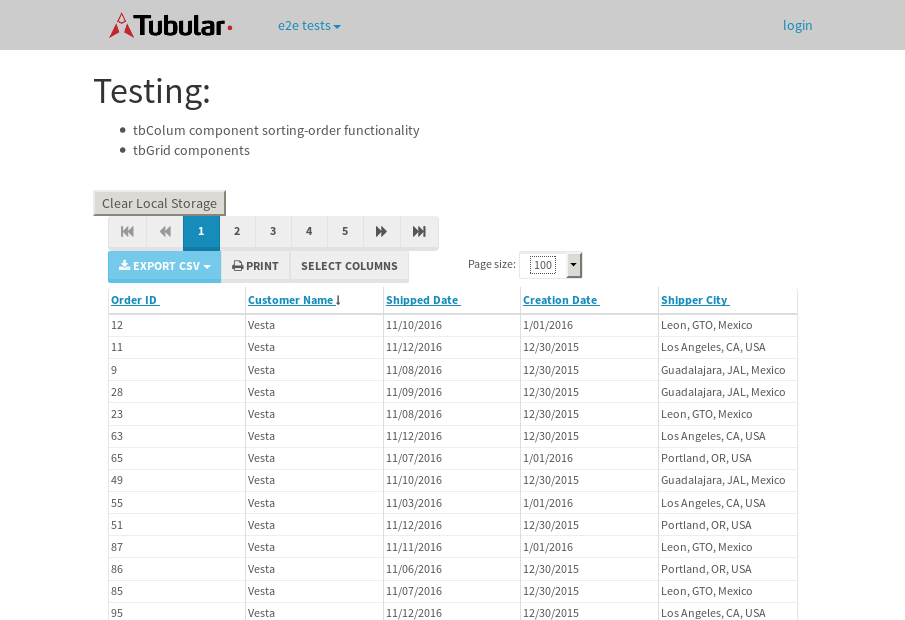 Tubular e2e tests login
Testing:
tbColum component sorting-order functionality
tbGrid components
Clear Local Storage
1 2 3 4 5
EXPORT CSV PRINT SELECT COLUMNS Page size: 100
Order ID Customer Name Shipped Date Creation Date Shipper City
12 Vesta 11/10/2016 1/01/2016 Leon, GTO, Mexico
11 Vesta 11/12/2016 12/30/2015 Los Angeles, CA, USA
9 Vesta 11/08/2016 12/30/2015 Guadalajara, JAL, Mexico
28 Vesta 11/09/2016 12/30/2015 Guadalajara, JAL, Mexico
23 Vesta 11/08/2016 12/30/2015 Leon, GTO, Mexico
63 Vesta 11/12/2016 12/30/2015 Los Angeles, CA, USA
65 Vesta 11/07/2016 1/01/2016 Portland, OR, USA
49 Vesta 11/10/2016 12/30/2015 Guadalajara, JAL, Mexico
55 Vesta 11/03/2016 1/01/2016 Los Angeles, CA, USA
51 Vesta 11/12/2016 12/30/2015 Portland, OR, USA
87 Vesta 11/11/2016 1/01/2016 Leon, GTO, Mexico
86 Vesta 11/06/2016 12/30/2015 Portland, OR, USA
85 Vesta 11/07/2016 12/30/2015 Leon, GTO, Mexico
95 Vesta 11/12/2016 12/30/2015 Los Angeles, CA, USA